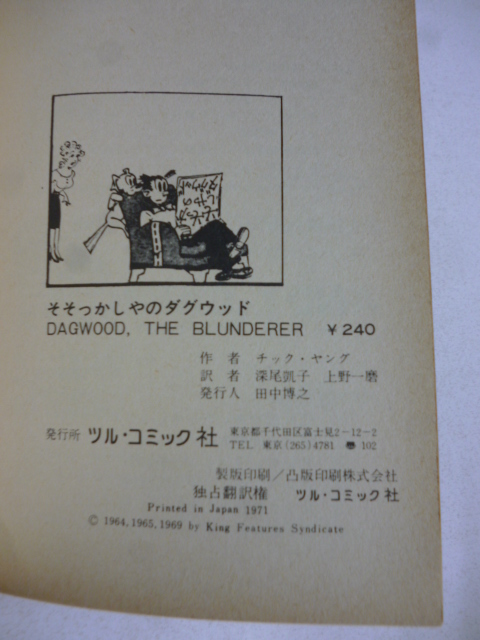 そそっかしやのダグウッド
DAGWOOD, THE BLUNDERER ￥240
作者 チック・ヤング
訳者 深尾凱子 上野一磨
発行人 田中博之
発行所 ツル・コミック社 東京都千代田区富士見2-12-2
TEL 東京(265)4781 102
製版印刷/凸版印刷株式会社
独占翻訳権 ツル・コミック社
Printed in Japan 1971
© 1964,1965,1969 by King Features Syndicate